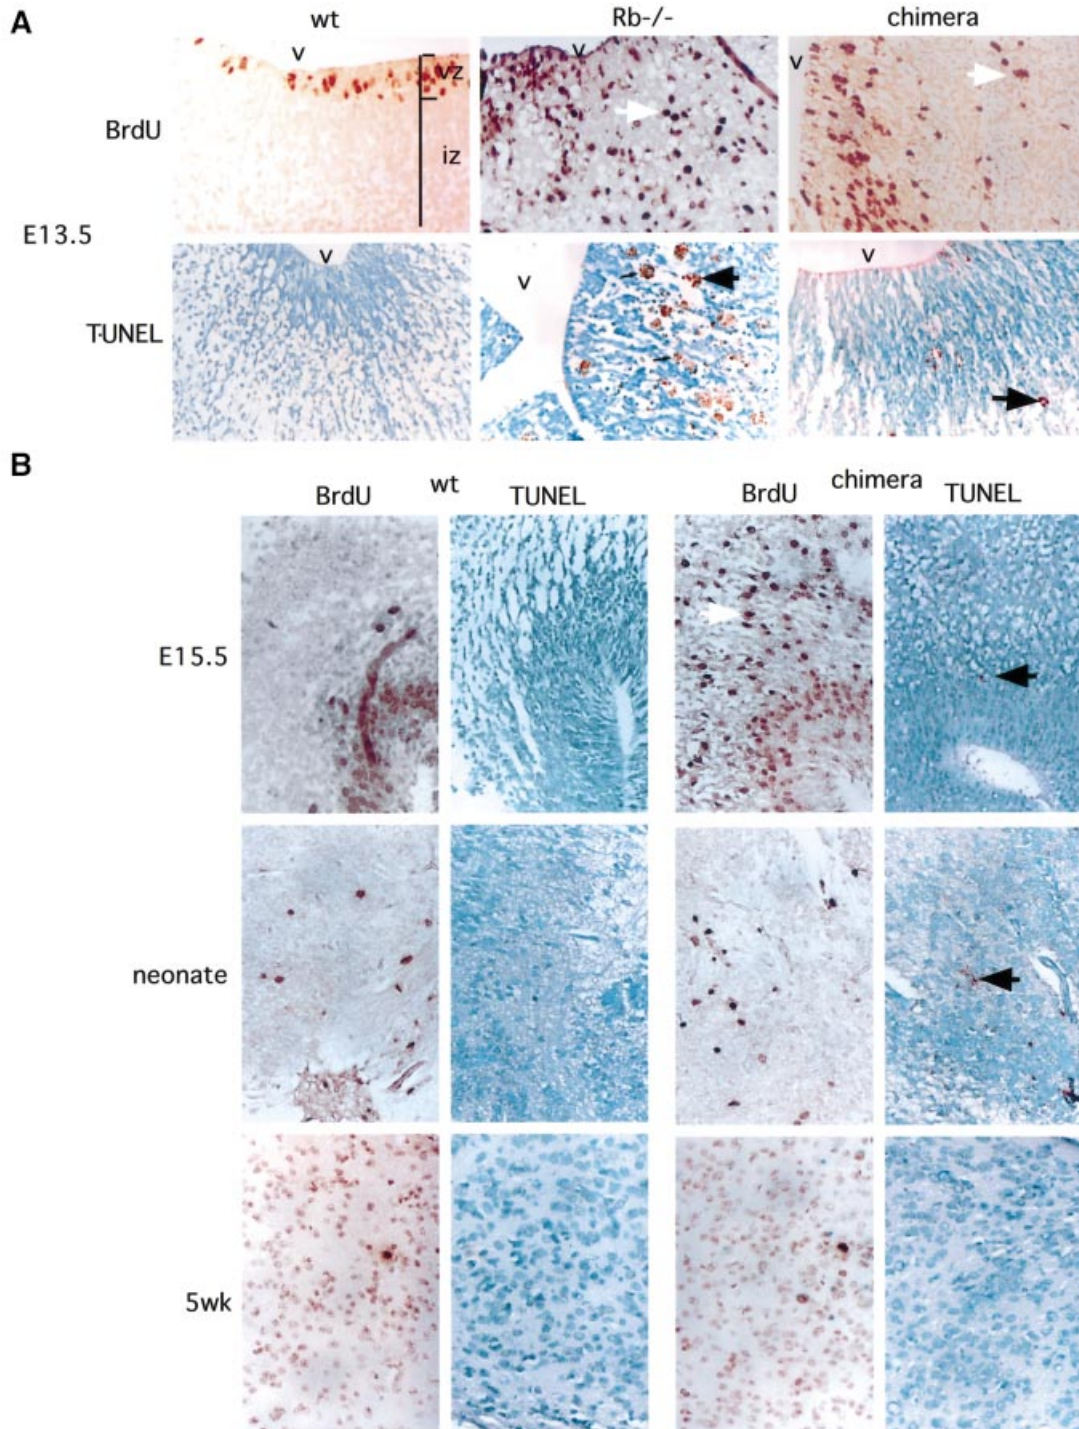 A
wt Rb-/- chimera
BrdU
v
vz
iz
v
v
E13.5
TUNEL
v
v
v
B
wt chimera
BrdU TUNEL BrdU TUNEL
E15.5
neonate
5wk